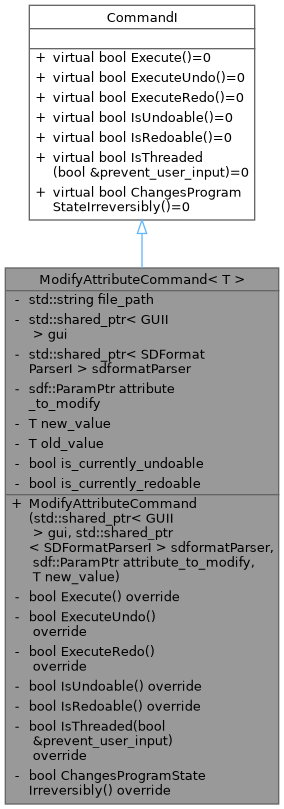 CommandI
+ virtual bool Execute()=0
+ virtual bool ExecuteUndo()=0
+ virtual bool ExecuteRedo()=0
+ virtual bool IsUndoable()=0
+ virtual bool IsRedoable()=0
+ virtual bool IsThreaded
(bool &prevent_user_input)=0
+ virtual bool ChangesProgram
StateIrreversibly()=0
ModifyAttributeCommand< T >
- std::string file_path
- std::shared_ptr< GUII
> gui
- std::shared_ptr< SDFormat
ParserI > sdformatParser
- sdf::ParamPtr attribute
_to_modify
- T new_value
- T old_value
- bool is_currently_undoable
- bool is_currently_redoable
+ ModifyAttributeCommand
(std::shared_ptr< GUII
> gui, std::shared_ptr
< SDFormatParserI > sdformatParser,
sdf::ParamPtr attribute_to_modify,
T new_value)
- bool Execute() override
- bool ExecuteUndo()
override
- bool ExecuteRedo()
override
- bool IsUndoable() override
- bool IsRedoable() override
- bool IsThreaded(bool
&prevent_user_input)
override
- bool ChangesProgramState
Irreversibly() override